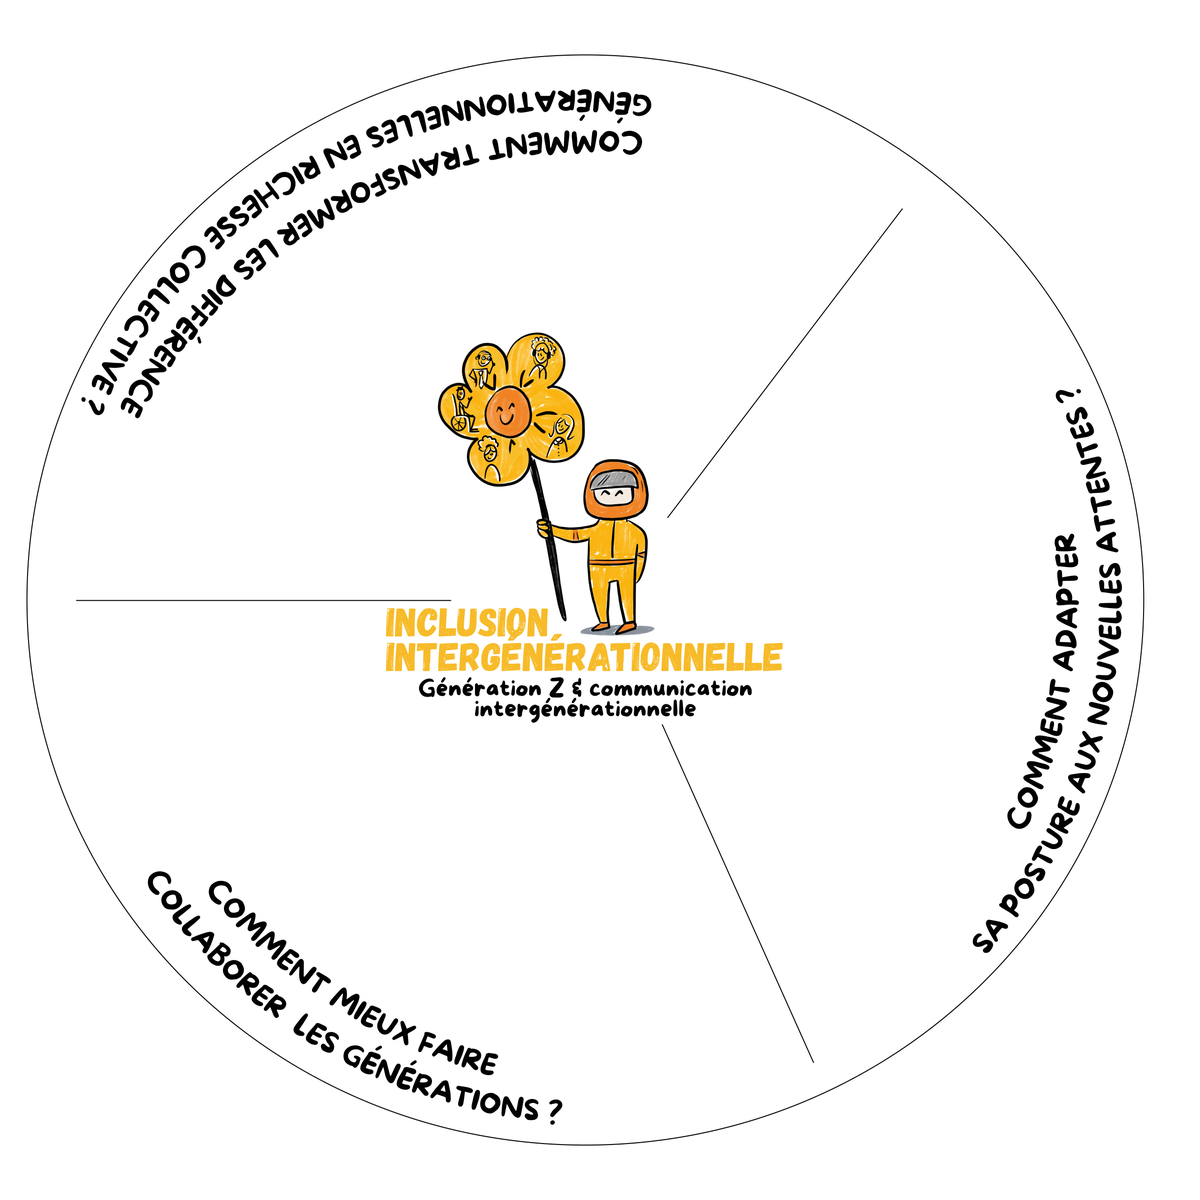 COMMENT TRANSFORMER LES DIFFÉRENCE
GÉNÉRATIONNELLES EN RICHESSE COLLECTIVE ?
COMMENT ADAPTER
SA POSTURE AUX NOUVELLES ATTENTES ?
INCLUSION
INTERGÉNÉRATIONNELLE
Génération Z & communication
intergénérationnelle
COMMENT MIEUX FAIRE
COLLABORER LES GÉNÉRATIONS ?